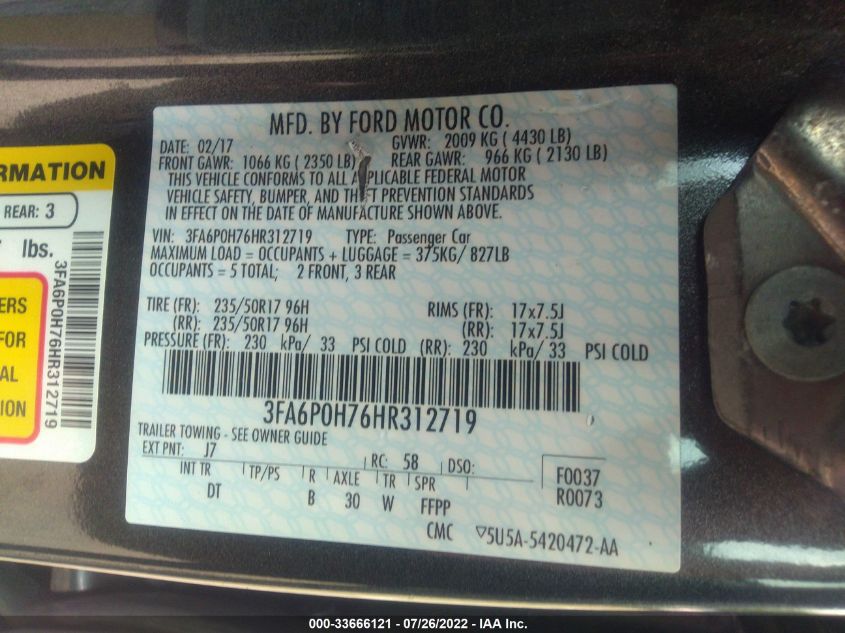 MFD. BY FORD MOTOR CO.
DATE: 02/17 GVWR: 2009 KG ( 4430 LB)
FRONT GAWR: 1066 KG ( 2350 LB) REAR GAWR: 966 KG ( 2130 LB)
THIS VEHICLE CONFORMS TO ALL APPLICABLE FEDERAL MOTOR
VEHICLE SAFETY, BUMPER, AND THEFT PREVENTION STANDARDS
IN EFFECT ON THE DATE OF MANUFACTURE SHOWN ABOVE.
VIN: 3FA6P0H76HR312719 TYPE: Passenger Car
MAXIMUM LOAD = OCCUPANTS + LUGGAGE = 375KG/ 827LB
OCCUPANTS = 5 TOTAL; 2 FRONT, 3 REAR
TIRE (FR): 235/50R17 96H RIMS (FR): 17x7.5J
(RR): 235/50R17 96H (RR): 17x7.5J
PRESSURE (FR): 230 kPa/ 33 PSI COLD (RR): 230 kPa/ 33 PSI COLD
3FA6P0H76HR312719
TRAILER TOWING - SEE OWNER GUIDE
EXT PNT: J7 RC: 58 DSO:
INT TR TP/PS R AXLE TR SPR
DT B 30 W FFPP
F0037
R0073
CMC ▽5U5A-5420472-AA
RMATION
REAR: 3
lbs.
3FA6P0H76HR312719
ERS
FOR
AL
ION
000-33666121 - 07/26/2022 - IAA Inc.